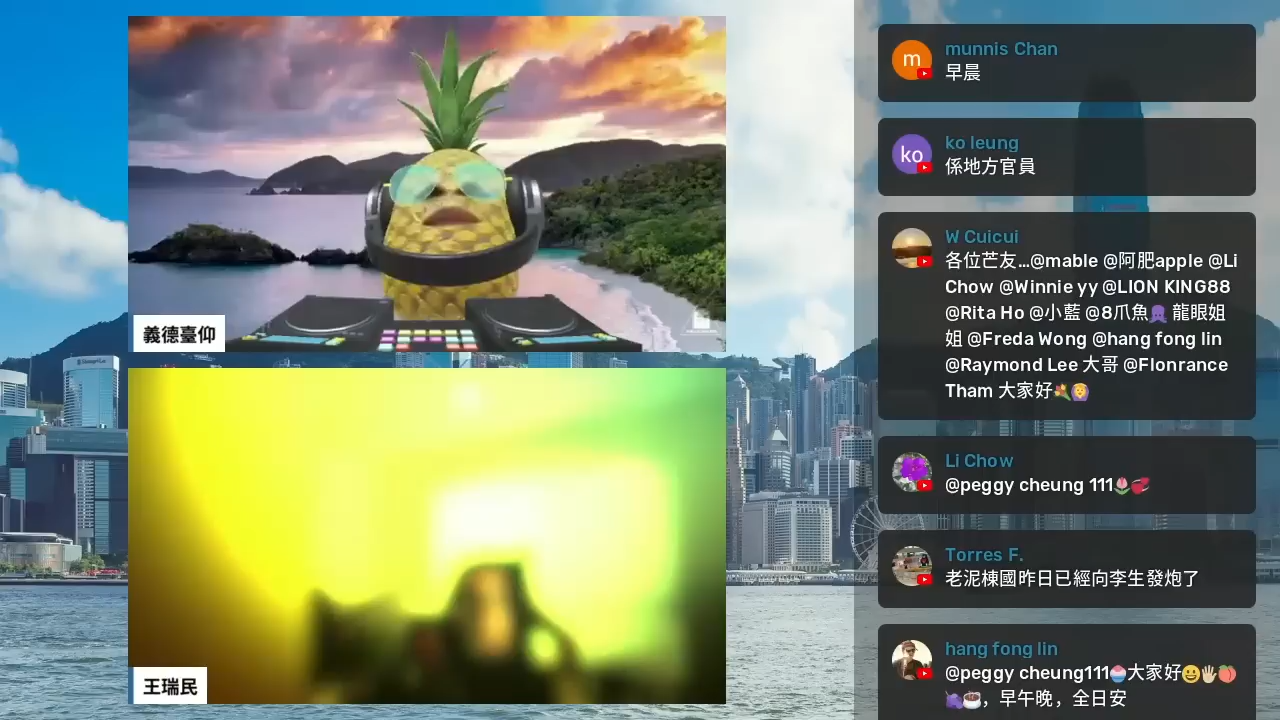 義德臺仰
王瑞民
munnis Chan
早晨
ko leung
係地方官員
W Cuicui
各位芒友...@mable @阿肥apple @Li
Chow @Winnie yy @LION KING88
@Rita Ho @小藍 @8爪魚🐙 龍眼姐
姐 @Freda Wong @hang fong lin
@Raymond Lee 大哥 @Flonrance
Tham 大家好💐🙆
Li Chow
@peggy cheung 111🌷💞
Torres F.
老泥棟國昨日已經向李生發炮了
hang fong lin
@peggy cheung111🍧大家好😀🖐🍑
🍇☕，早午晚，全日安
m
ko